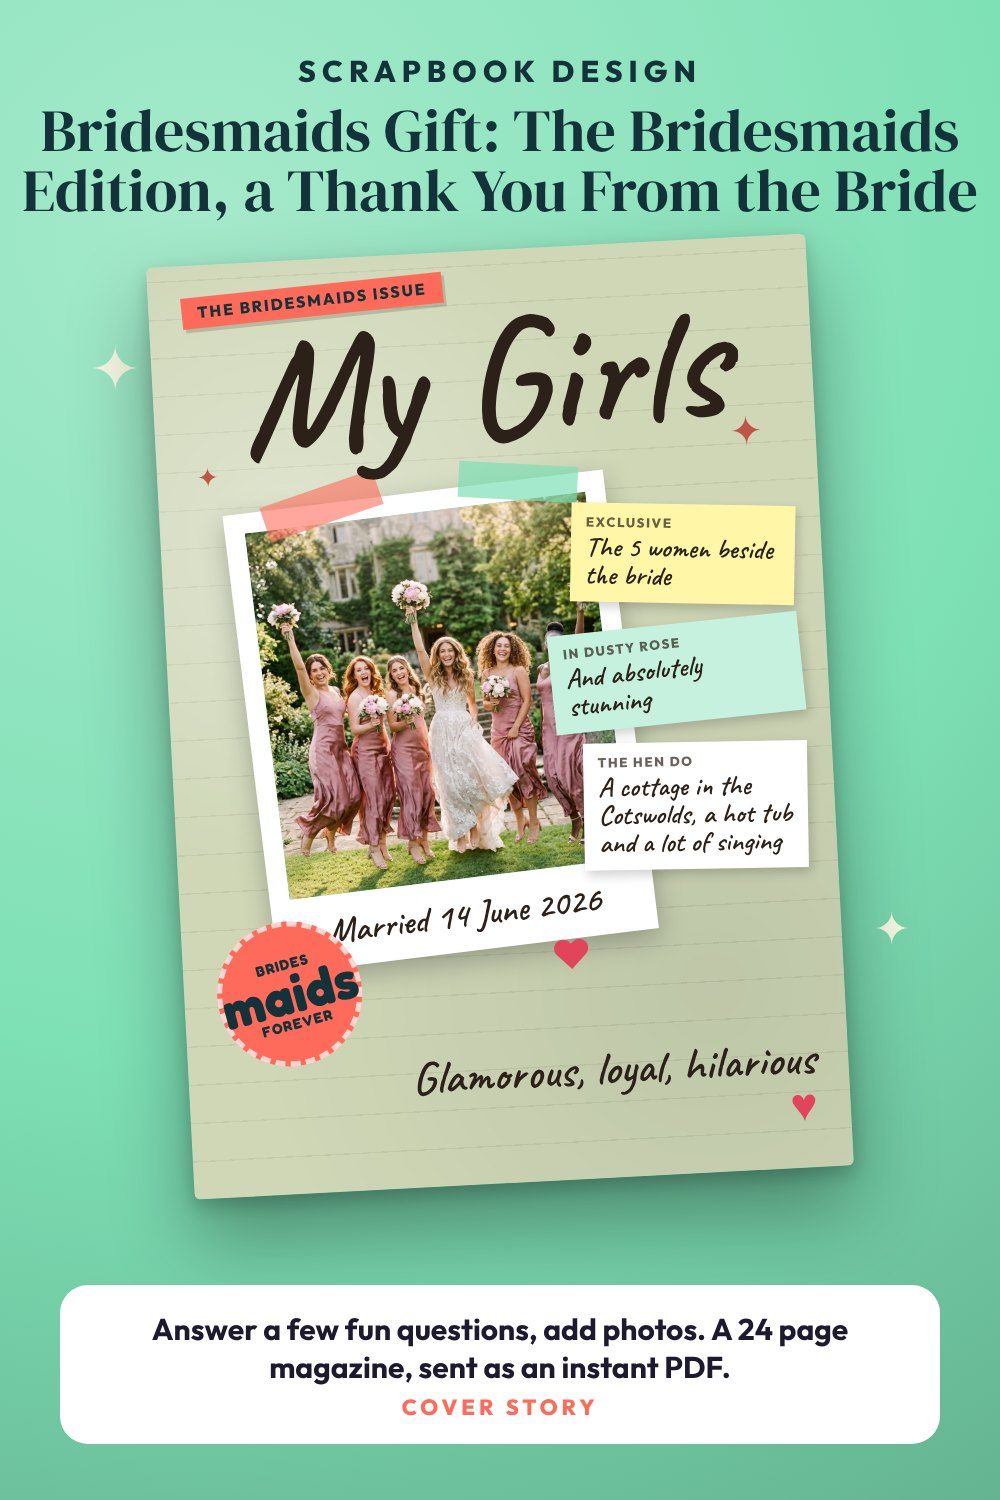 SCRAPBOOK DESIGN
Bridesmaids Gift: The Bridesmaids
Edition, a Thank You From the Bride
THE BRIDESMAIDS ISSUE
My Girls
EXCLUSIVE
The 5 women beside
the bride
IN DUSTY ROSE
And absolutely
stunning
THE HEN DO
A cottage in the
Cotswolds, a hot tub
and a lot of singing
Married 14 June 2026
BRIDES
maids
FOREVER
Glamorous, loyal, hilarious
Answer a few fun questions, add photos. A 24 page
magazine, sent as an instant PDF.
COVER STORY